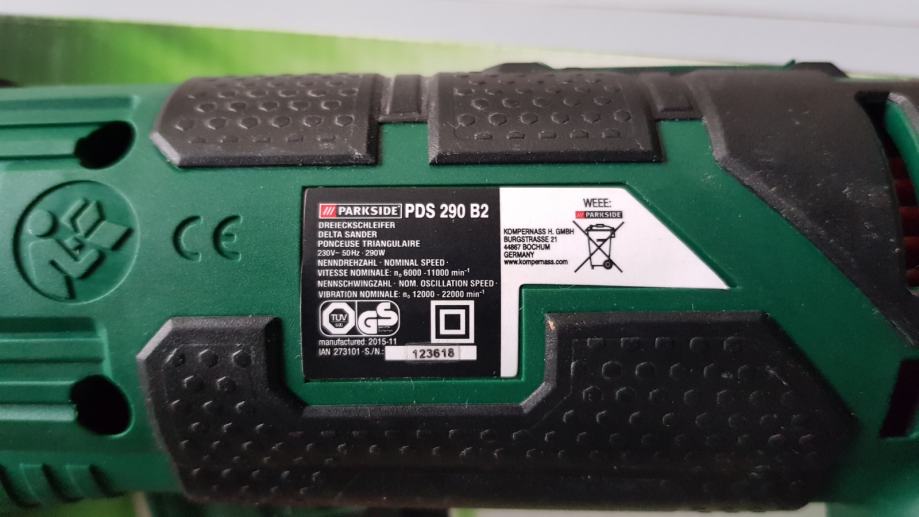 PARKSIDE PDS 290 B2
DREIECKSCHLEIFER
DELTA SANDER
PONCEUSE TRIANGULAIRE
230V~ 50Hz · 290W
NENNDREHZAHL · NOMINAL SPEED ·
VITESSE NOMINALE: n₀ 6000 -11000 min⁻¹
NENNSCHWINGZAHL · NOM. OSCILLATION SPEED ·
VIBRATION NOMINALE: n₀ 12000 - 22000 min⁻¹
TÜV
GS
manufactured: 2015-11
IAN 273101 · S./N.: 123618
WEEE:
PARKSIDE
KOMPERNASS H. GMBH
BURGSTRASSE 21
44867 BOCHUM
GERMANY
www.kompernass.com
CE